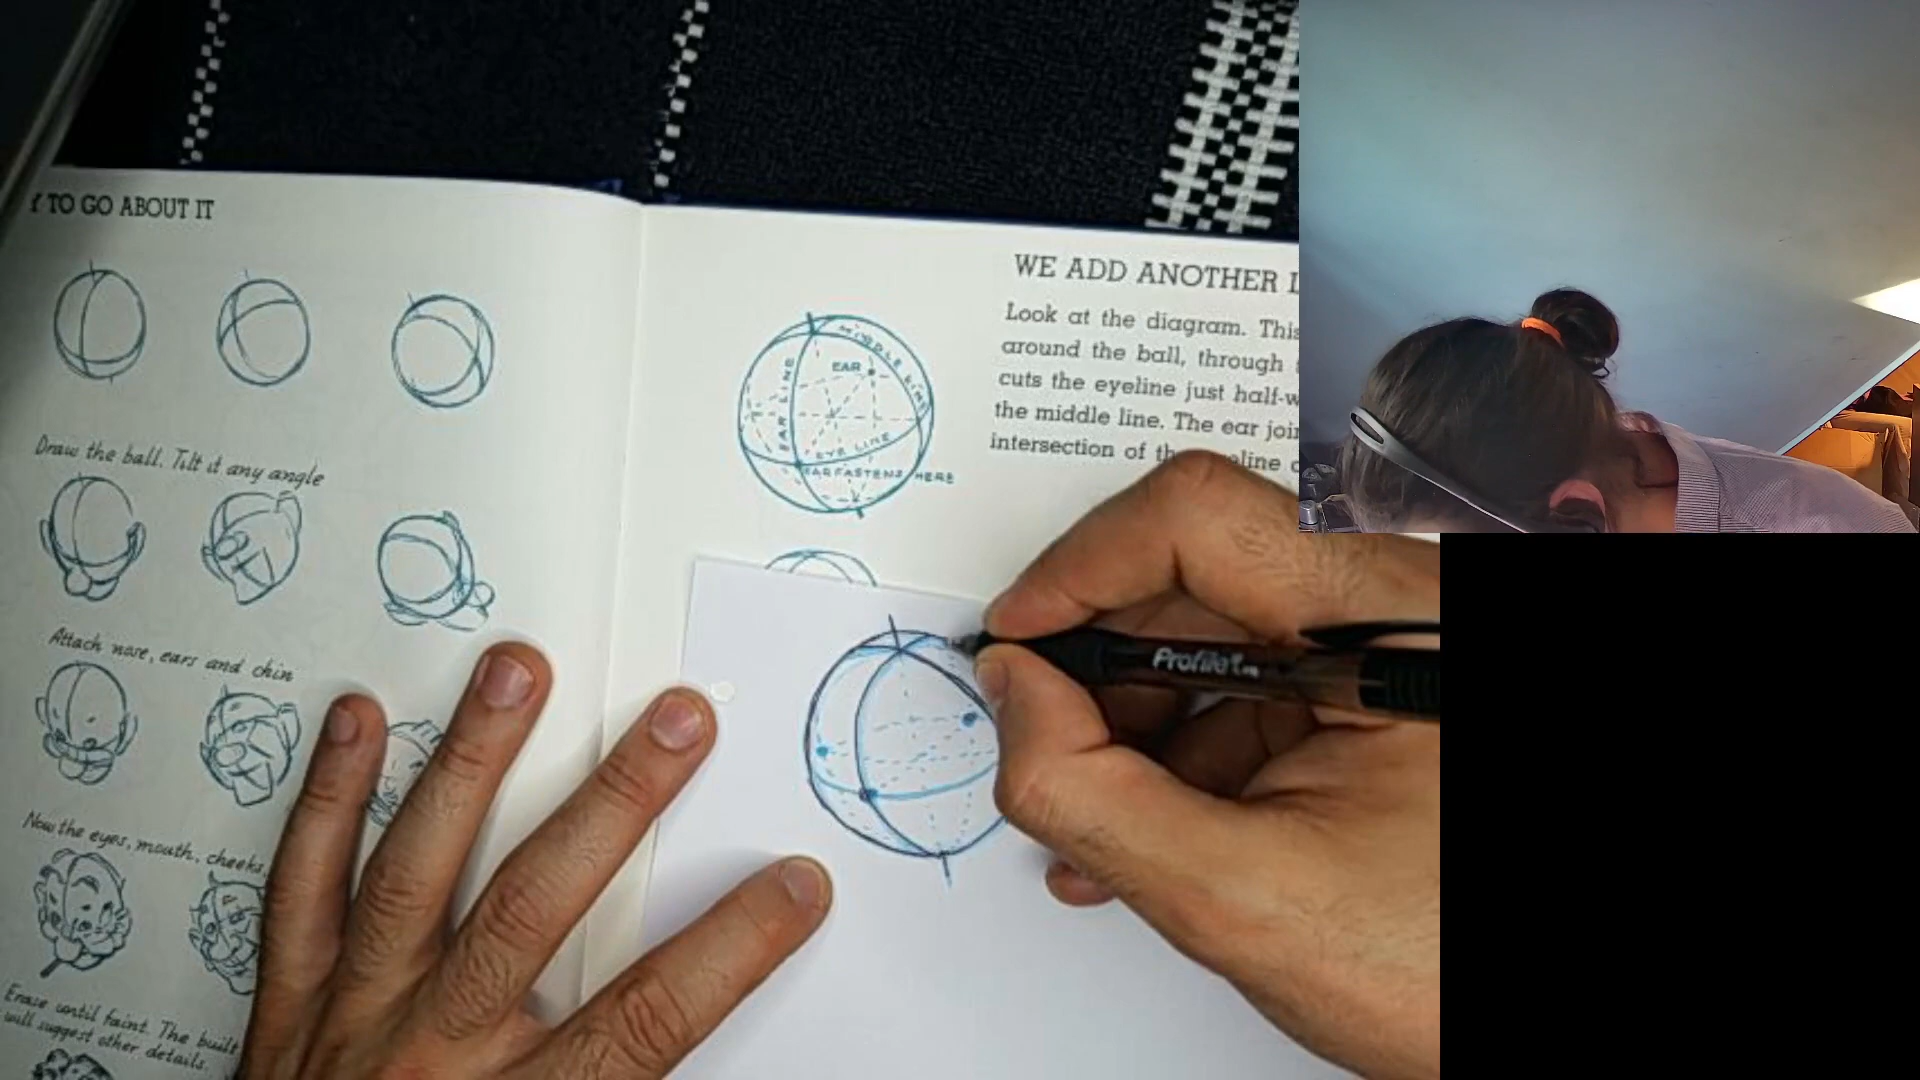 TO GO ABOUT IT
Draw the ball. Tilt it any angle
Attach nose, ears and chin
Now the eyes, mouth, cheeks,
Erase until faint. The built
will suggest other details.
WE ADD ANOTHER
Look at the diagram. This
around the ball, through
cuts the eyeline just half-w
the middle line. The ear join
intersection of the eyeline
MIDDLE LINE
EAR
EAR LINE
EYE LINE
EAR FASTENS HERE
Profile